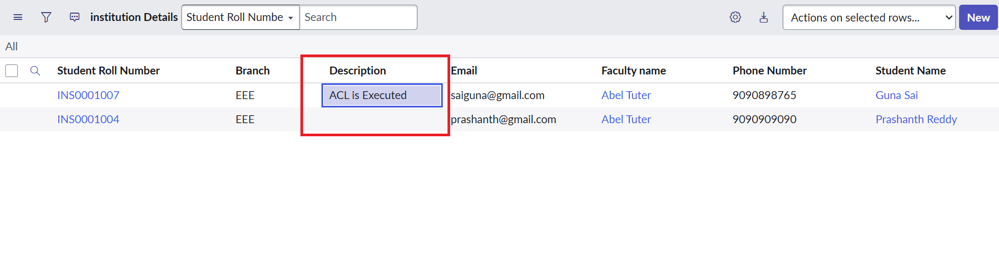 institution Details Student Roll Numbe Search Actions on selected rows... New
All
Student Roll Number Branch Description Email Faculty name Phone Number Student Name
INS0001007 EEE ACL is Executed saiguna@gmail.com Abel Tuter 9090898765 Guna Sai
INS0001004 EEE prashanth@gmail.com Abel Tuter 9090909090 Prashanth Reddy